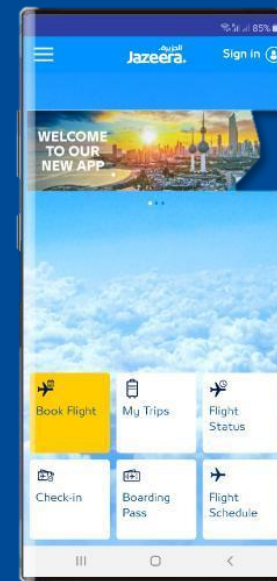 85%
الجزيرة.
Jazeera.
Sign in
WELCOME
TO OUR
NEW APP
Book Flight
My Trips
Flight
Status
Check-in
Boarding
Pass
Flight
Schedule